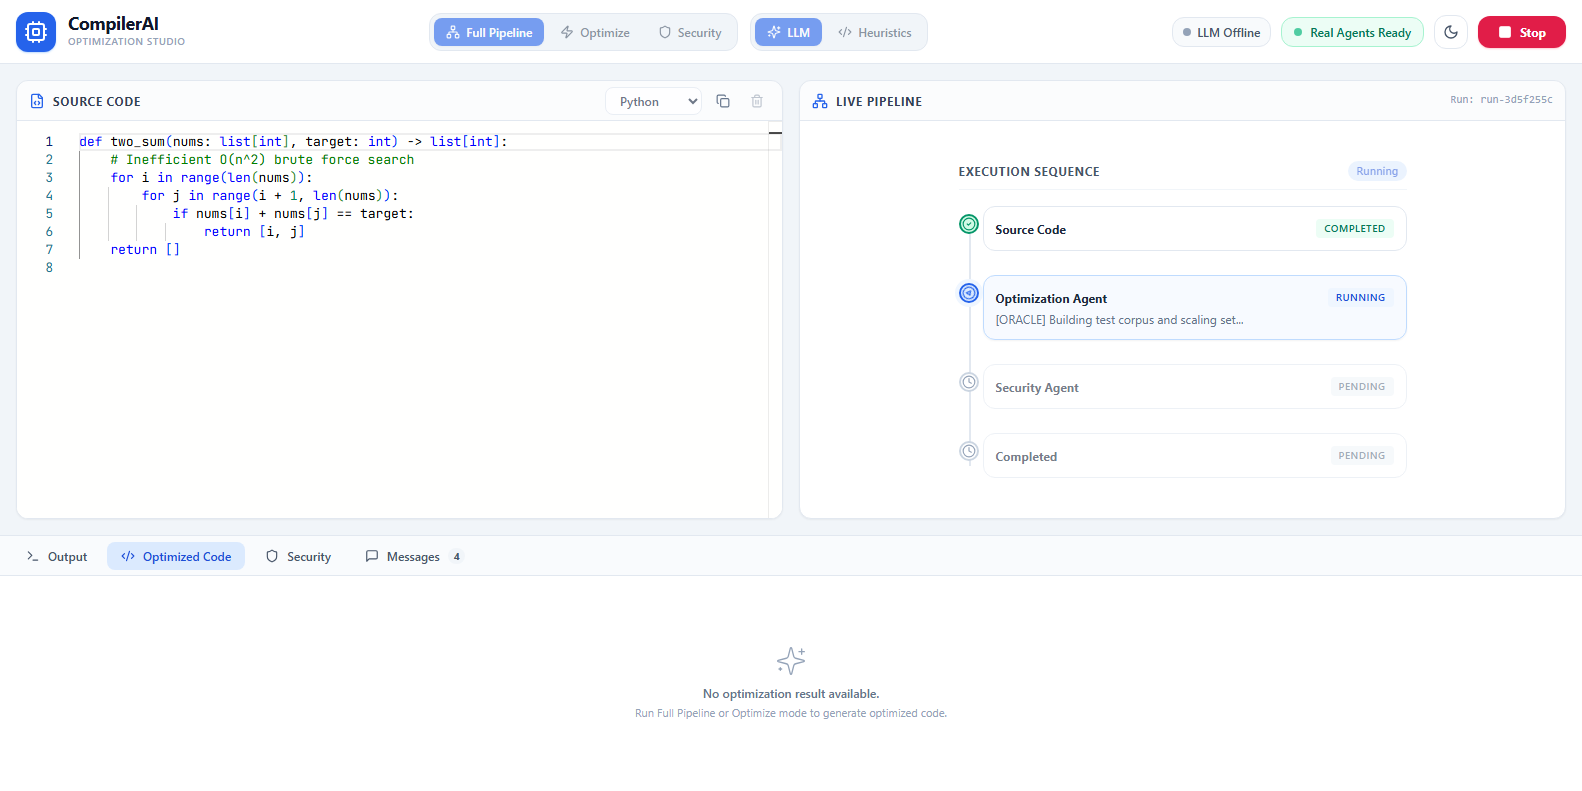 CompilerAI
OPTIMIZATION STUDIO
Full Pipeline
Optimize
Security
LLM
Heuristics
LLM Offline
Real Agents Ready
Stop
SOURCE CODE
Python
1 def two_sum(nums: list[int], target: int) -> list[int]:
2 # Inefficient O(n^2) brute force search
3 for i in range(len(nums)):
4 for j in range(i + 1, len(nums)):
5 if nums[i] + nums[j] == target:
6 return [i, j]
7 return []
8
LIVE PIPELINE
Run: run-3d5f255c
EXECUTION SEQUENCE
Running
Source Code
COMPLETED
Optimization Agent
RUNNING
[ORACLE] Building test corpus and scaling set...
Security Agent
PENDING
Completed
PENDING
Output
Optimized Code
Security
Messages 4
No optimization result available.
Run Full Pipeline or Optimize mode to generate optimized code.